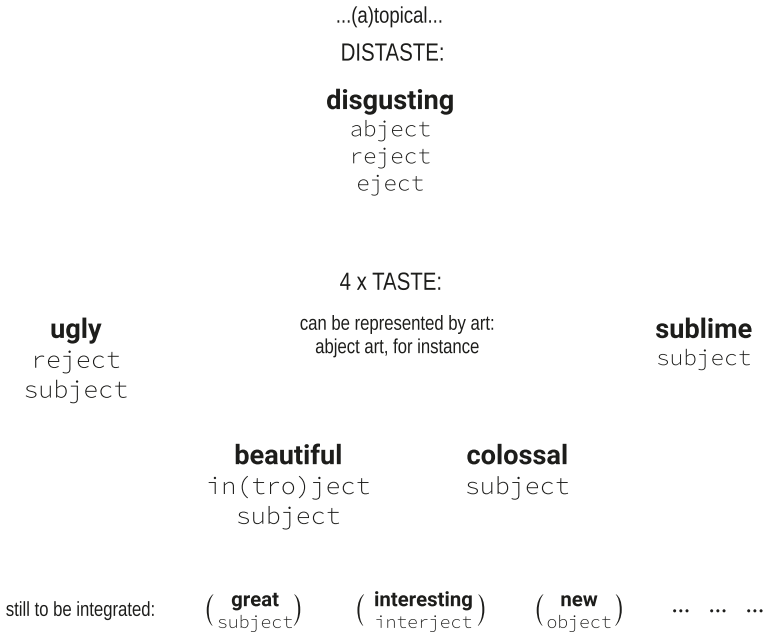 ...(a)topical...
DISTASTE:
disgusting
abject
reject
eject
4 x TASTE:
can be represented by art:
abject art, for instance
ugly
reject
subject
sublime
subject
beautiful
in(tro)ject
subject
colossal
subject
still to be integrated:
( great subject )
( interesting interject )
( new object )
... ... ...